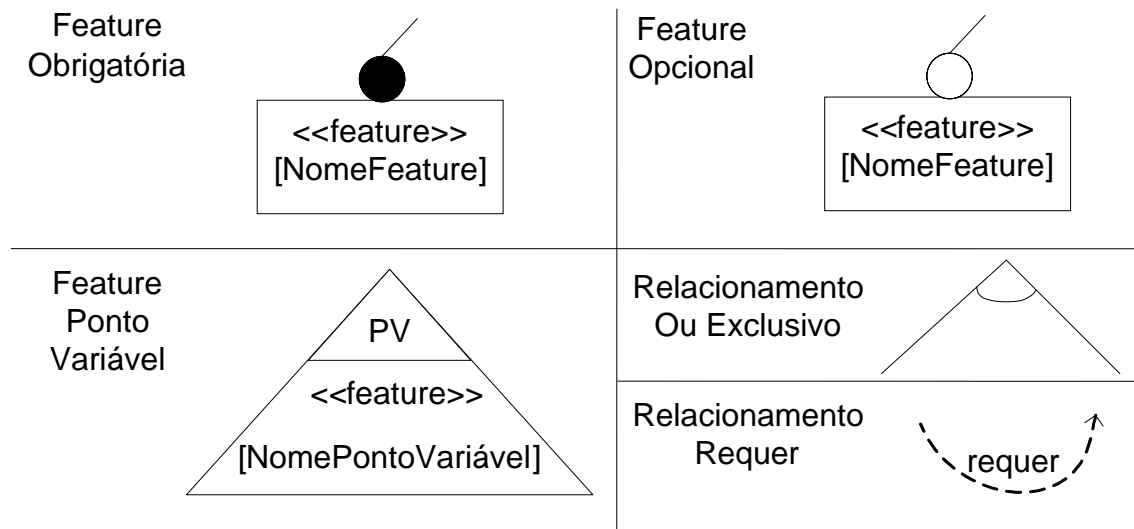 Feature
Obrigatória
<<feature>>
[NomeFeature]
Feature
Opcional
<<feature>>
[NomeFeature]
Feature
Ponto
Variável
PV
<<feature>>
[NomePontoVariável]
Relacionamento
Ou Exclusivo
Relacionamento
Requer
requer